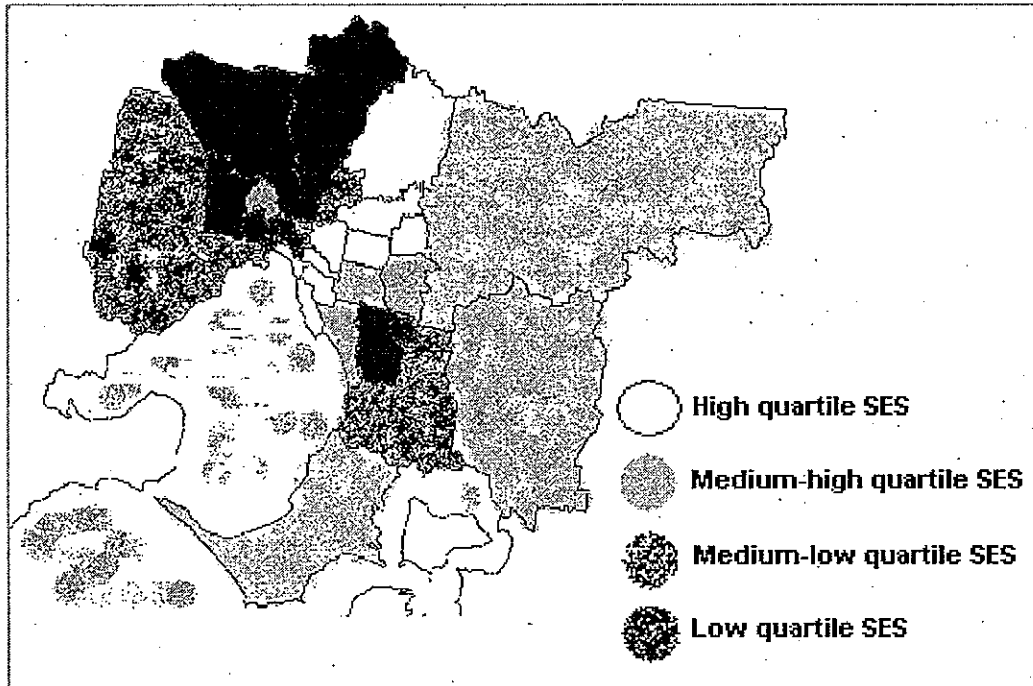 High quartile SES
Medium-high quartile SES
Medium-low quartile SES
Low quartile SES